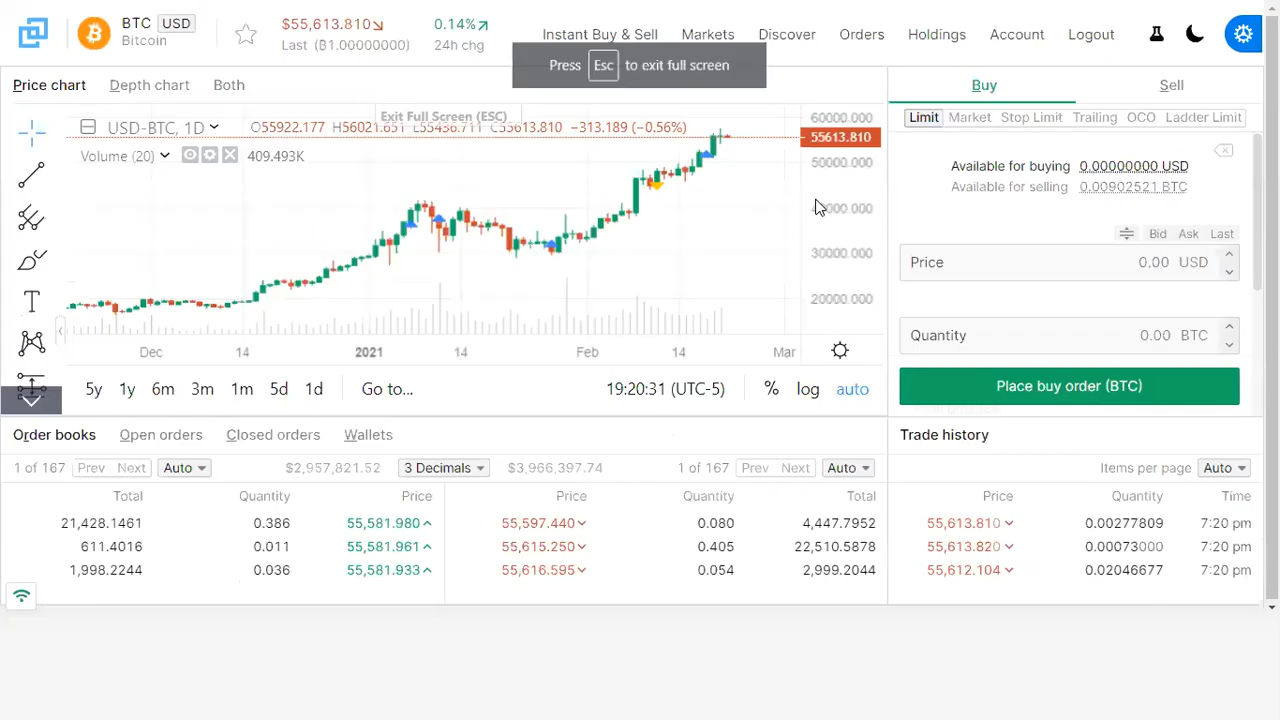 BTC USD
Bitcoin
$55,613.810
Last (฿1.00000000)
0.14%
24h chg
Instant Buy & Sell
Markets
Discover
Orders
Holdings
Account
Logout
Press Esc to exit full screen
Exit Full Screen (ESC)
Price chart
Depth chart
Both
USD-BTC, 1D
O55922.177 H56021.651 L55436.711 C55613.810 −313.189 (−0.56%)
Volume (20) 409.493K
60000.000
55613.810
50000.000
40000.000
30000.000
20000.000
Dec 14 2021 14 Feb 14 Mar
5y 1y 6m 3m 1m 5d 1d Go to... 19:20:31 (UTC-5) % log auto
Buy
Sell
Limit Market Stop Limit Trailing OCO Ladder Limit
Available for buying 0.00000000 USD
Available for selling 0.00902521 BTC
Bid Ask Last
Price 0.00 USD
Quantity 0.00 BTC
Place buy order (BTC)
Order books
Open orders
Closed orders
Wallets
1 of 167 Prev Next Auto $2,957,821.52 3 Decimals $3,966,397.74 1 of 167 Prev Next Auto
Total Quantity Price Price Quantity Total
21,428.1461 0.386 55,581.980 55,597.440 0.080 4,447.7952
611.4016 0.011 55,581.961 55,615.250 0.405 22,510.5878
1,998.2244 0.036 55,581.933 55,616.595 0.054 2,999.2044
Trade history
Items per page Auto
Price Quantity Time
55,613.810 0.00277809 7:20 pm
55,613.820 0.00073000 7:20 pm
55,612.104 0.02046677 7:20 pm